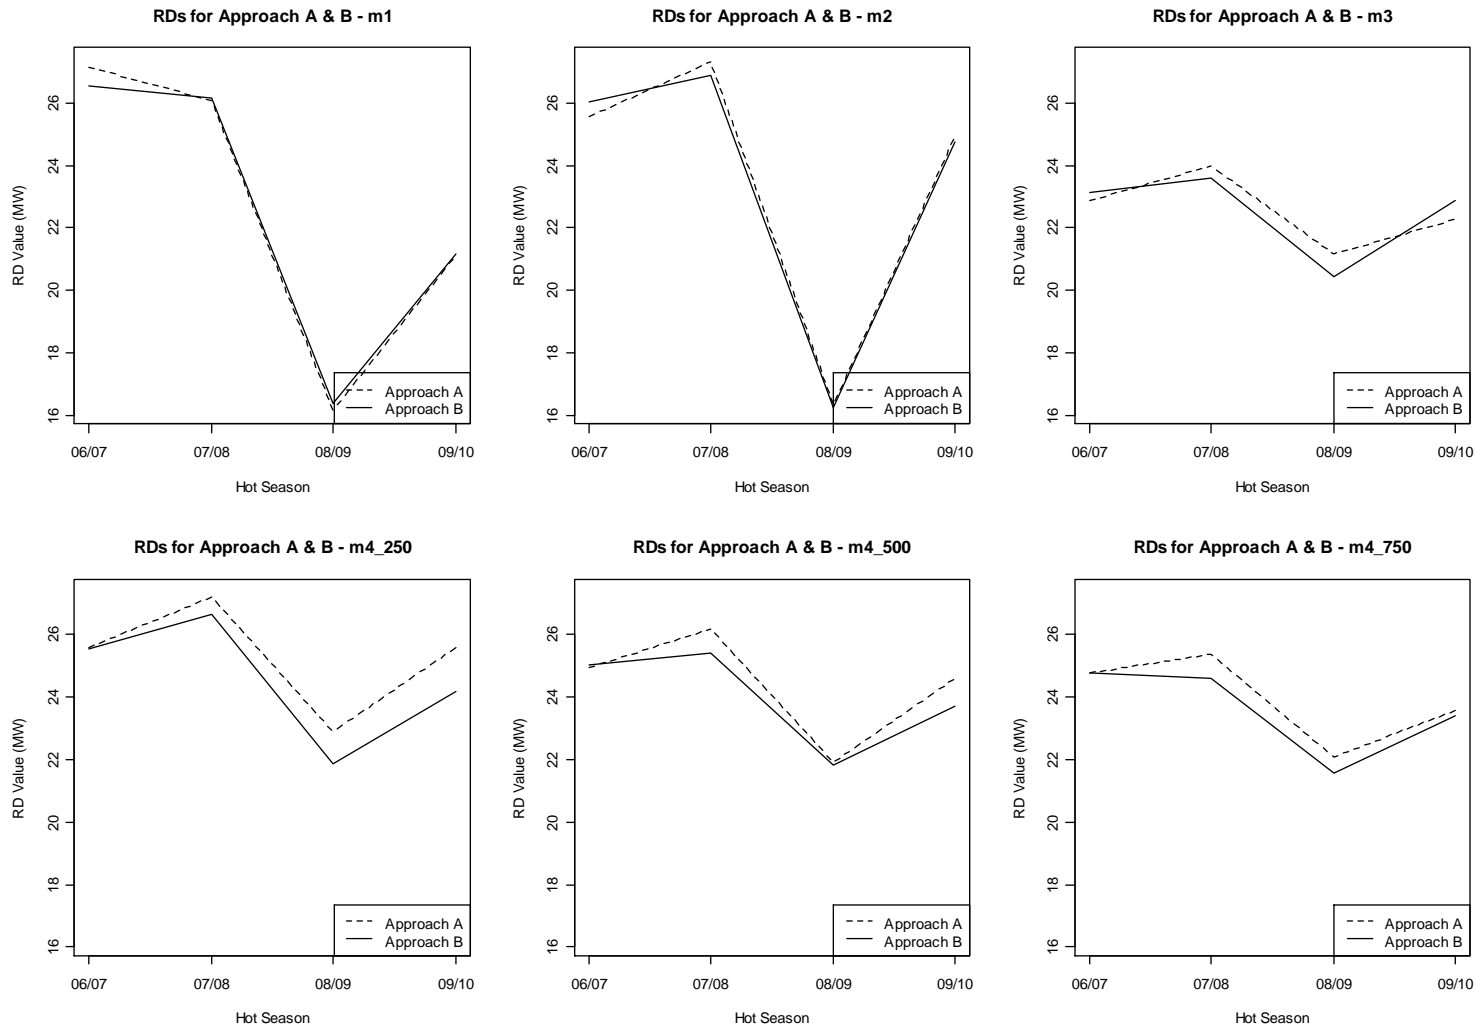 RDs for Approach A & B - m1
RD Value (MW)
26
24
22
20
18
16
Approach A
Approach B
06/07 07/08 08/09 09/10
Hot Season
RDs for Approach A & B - m2
RD Value (MW)
26
24
22
20
18
16
Approach A
Approach B
06/07 07/08 08/09 09/10
Hot Season
RDs for Approach A & B - m3
RD Value (MW)
26
24
22
20
18
16
Approach A
Approach B
06/07 07/08 08/09 09/10
Hot Season
RDs for Approach A & B - m4_250
RD Value (MW)
26
24
22
20
18
16
Approach A
Approach B
06/07 07/08 08/09 09/10
Hot Season
RDs for Approach A & B - m4_500
RD Value (MW)
26
24
22
20
18
16
Approach A
Approach B
06/07 07/08 08/09 09/10
Hot Season
RDs for Approach A & B - m4_750
RD Value (MW)
26
24
22
20
18
16
Approach A
Approach B
06/07 07/08 08/09 09/10
Hot Season